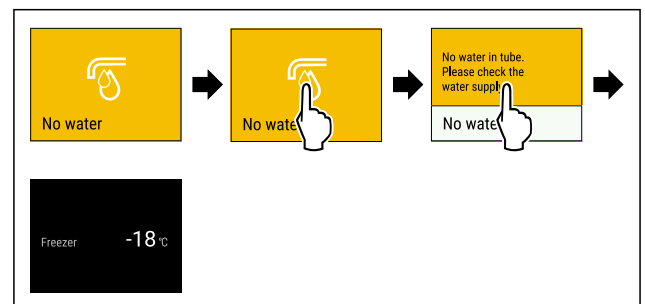 No water
No wate
No water in tube.
Please check the
water suppl
No wate
Freezer -18 °C